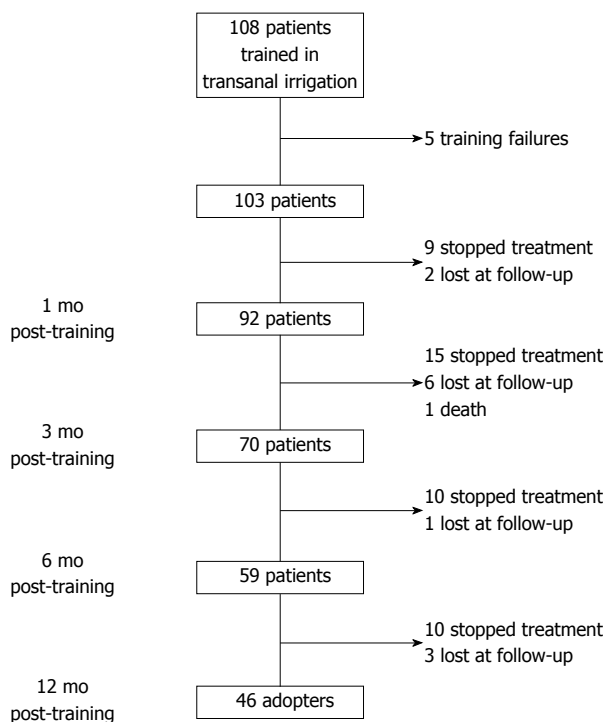 108 patients
trained in
transanal irrigation
5 training failures
103 patients
9 stopped treatment
2 lost at follow-up
1 mo
post-training
92 patients
15 stopped treatment
6 lost at follow-up
1 death
3 mo
post-training
70 patients
10 stopped treatment
1 lost at follow-up
6 mo
post-training
59 patients
10 stopped treatment
3 lost at follow-up
12 mo
post-training
46 adopters